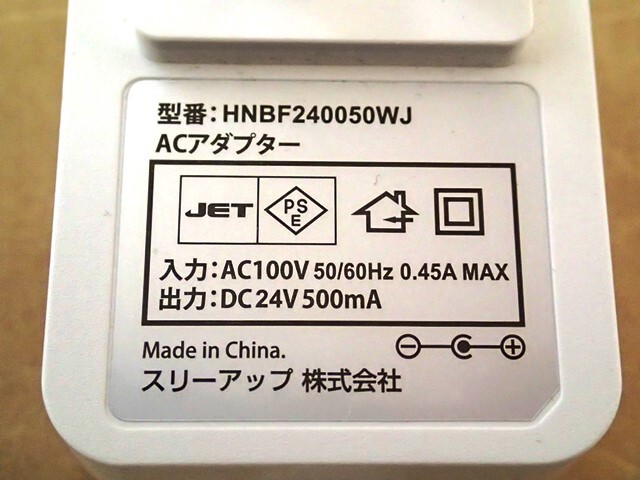 型番：HNBF240050WJ
ACアダプター
JET PS E
入力：AC100V 50/60Hz 0.45A MAX
出力：DC24V 500mA
Made in China.
スリーアップ 株式会社